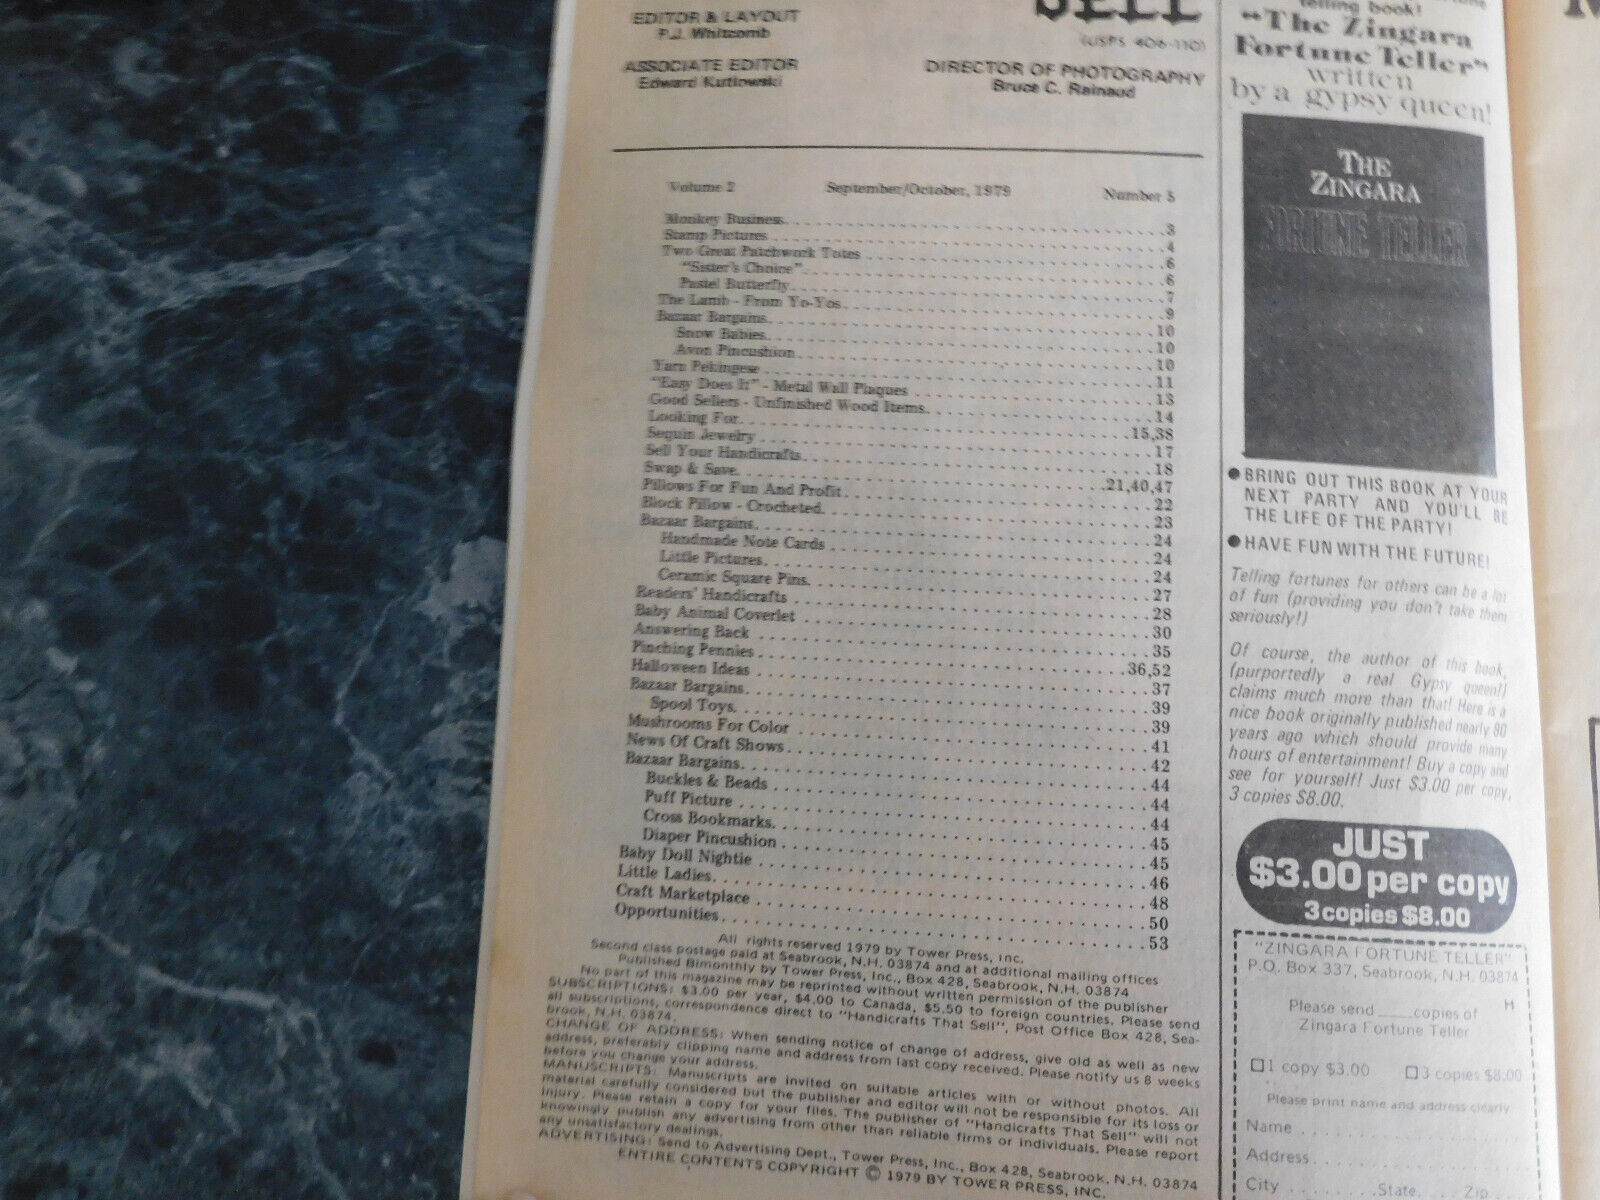 EDITOR & LAYOUT
P.J. Whitcomb
SELL
(USPS 406-110)
ASSOCIATE EDITOR
Edward Kutlowski
DIRECTOR OF PHOTOGRAPHY
Bruce C. Rainaud
Volume 2 September/October, 1979 Number 5
Monkey Business 3
Stamp Pictures 4
Two Great Patchwork Totes 6
"Sister's Choice" 6
Pastel Butterfly 7
The Lamb - From Yo-Yos 9
Bazaar Bargains 10
Snow Babies 10
Avon Pincushion 10
Yarn Pekingese 11
"Easy Does It" - Metal Wall Plaques 13
Good Sellers - Unfinished Wood Items 14
Looking For 15,38
Sequin Jewelry 17
Sell Your Handicrafts 18
Swap & Save 21,40,47
Pillows For Fun And Profit 22
Block Pillow - Crocheted 23
Bazaar Bargains 24
Handmade Note Cards 24
Little Pictures 24
Ceramic Square Pins 27
Readers' Handicrafts 28
Baby Animal Coverlet 30
Answering Back 35
Pinching Pennies 36,52
Halloween Ideas 37
Bazaar Bargains 39
Spool Toys 39
Mushrooms For Color 41
News Of Craft Shows 42
Bazaar Bargains 44
Buckles & Beads 44
Puff Picture 44
Cross Bookmarks 45
Diaper Pincushion 45
Baby Doll Nightie 46
Little Ladies 48
Craft Marketplace 50
Opportunities 53
All rights reserved 1979 by Tower Press, Inc.
Second class postage paid at Seabrook, N.H. 03874 and at additional mailing offices
Published Bimonthly by Tower Press, Inc., Box 428, Seabrook, N.H. 03874
No part of this magazine may be reprinted without written permission of the publisher
SUBSCRIPTIONS: $3.00 per year, $4.00 to Canada, $5.50 to foreign countries. Please send
all subscriptions, correspondence direct to "Handicrafts That Sell", Post Office Box 428, Sea-
brook, N.H. 03874.
CHANGE OF ADDRESS: When sending notice of change of address, give old as well as new
address, preferably clipping name and address from last copy received. Please notify us 8 weeks
before you change your address.
MANUSCRIPTS: Manuscripts are invited on suitable articles with or without photos. All
material carefully considered but the publisher and editor will not be responsible for its loss or
injury. Please retain a copy for your files. The publisher of "Handicrafts That Sell" will not
knowingly publish any advertising from other than reliable firms or individuals. Please report
any unsatisfactory dealings.
ADVERTISING: Send to Advertising Dept., Tower Press, Inc., Box 428, Seabrook, N.H. 03874
ENTIRE CONTENTS COPYRIGHT © 1979 BY TOWER PRESS, INC.
telling book!
"The Zingara
Fortune Teller"
written
by a gypsy queen!
THE
ZINGARA
FORTUNE TELLER
● BRING OUT THIS BOOK AT YOUR
NEXT PARTY AND YOU'LL BE
THE LIFE OF THE PARTY!
● HAVE FUN WITH THE FUTURE!
Telling fortunes for others can be a lot
of fun (providing you don't take them
seriously!)
Of course, the author of this book,
(purportedly a real Gypsy queen!)
claims much more than that! Here is a
nice book originally published nearly 80
years ago which should provide many
hours of entertainment! Buy a copy and
see for yourself! Just $3.00 per copy,
3 copies $8.00.
JUST
$3.00 per copy
3 copies $8.00
"ZINGARA FORTUNE TELLER"
P.O. Box 337, Seabrook, N.H. 03874
H
Please send ____ copies of
Zingara Fortune Teller
☐ 1 copy $3.00 ☐ 3 copies $8.00
Please print name and address clearly
Name
Address
City State Zip